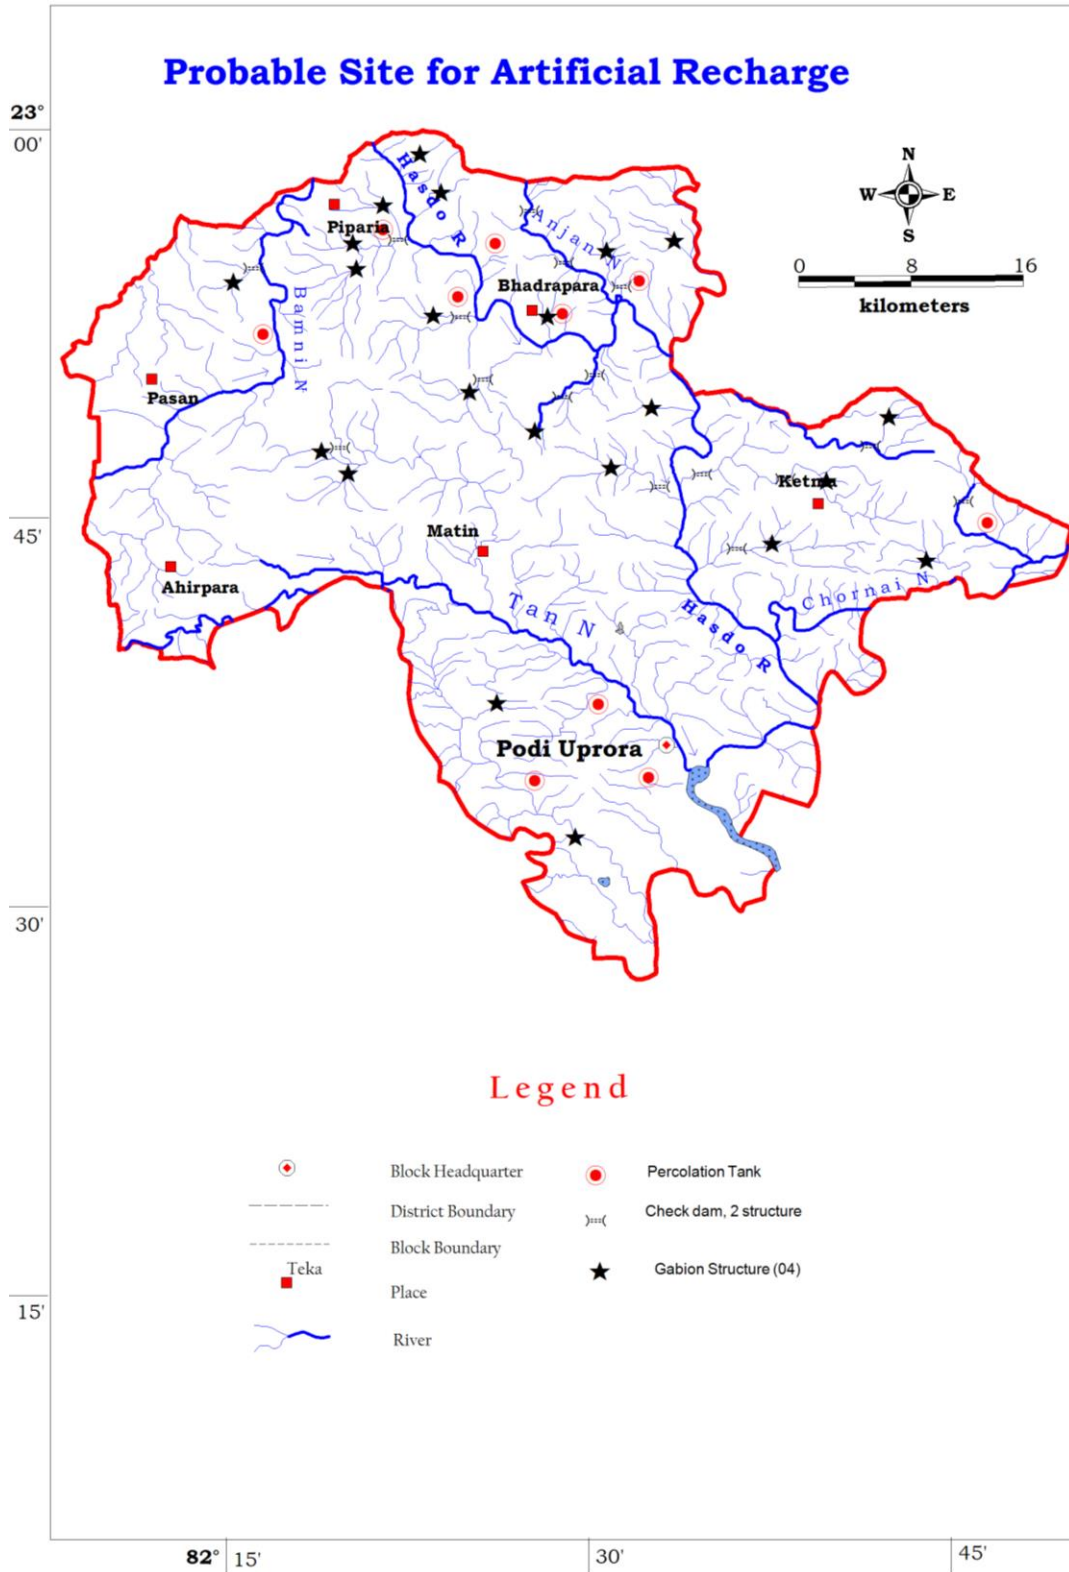 Probable Site for Artificial Recharge
23°
00'
N
W E
S
0 8 16
kilometers
Hasdo R
Piparia
Anjan N
Bhadrapara
Bamni N
Pasan
Ketma
45'
Matin
Ahirpara
Chornai N
Tan N
Hasdo R
Podi Uprora
30'
Legend
Block Headquarter
Percolation Tank
District Boundary
Check dam, 2 structure
Block Boundary
Teka
Place
Gabion Structure (04)
15'
River
82° 15' 30' 45'